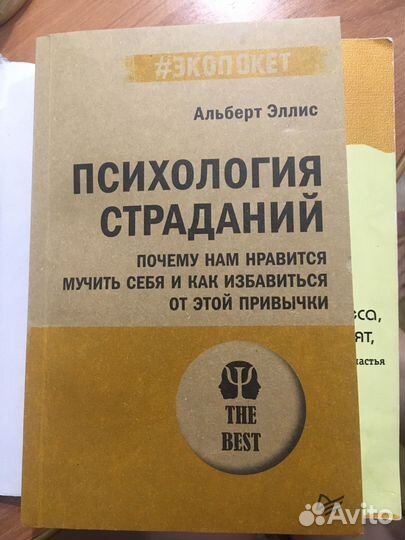 #ЭКОПОКЕТ
Альберт Эллис
ПСИХОЛОГИЯ
СТРАДАНИЙ
ПОЧЕМУ НАМ НРАВИТСЯ
МУЧИТЬ СЕБЯ И КАК ИЗБАВИТЬСЯ
ОТ ЭТОЙ ПРИВЫЧКИ
Ψ
THE
BEST
Avito